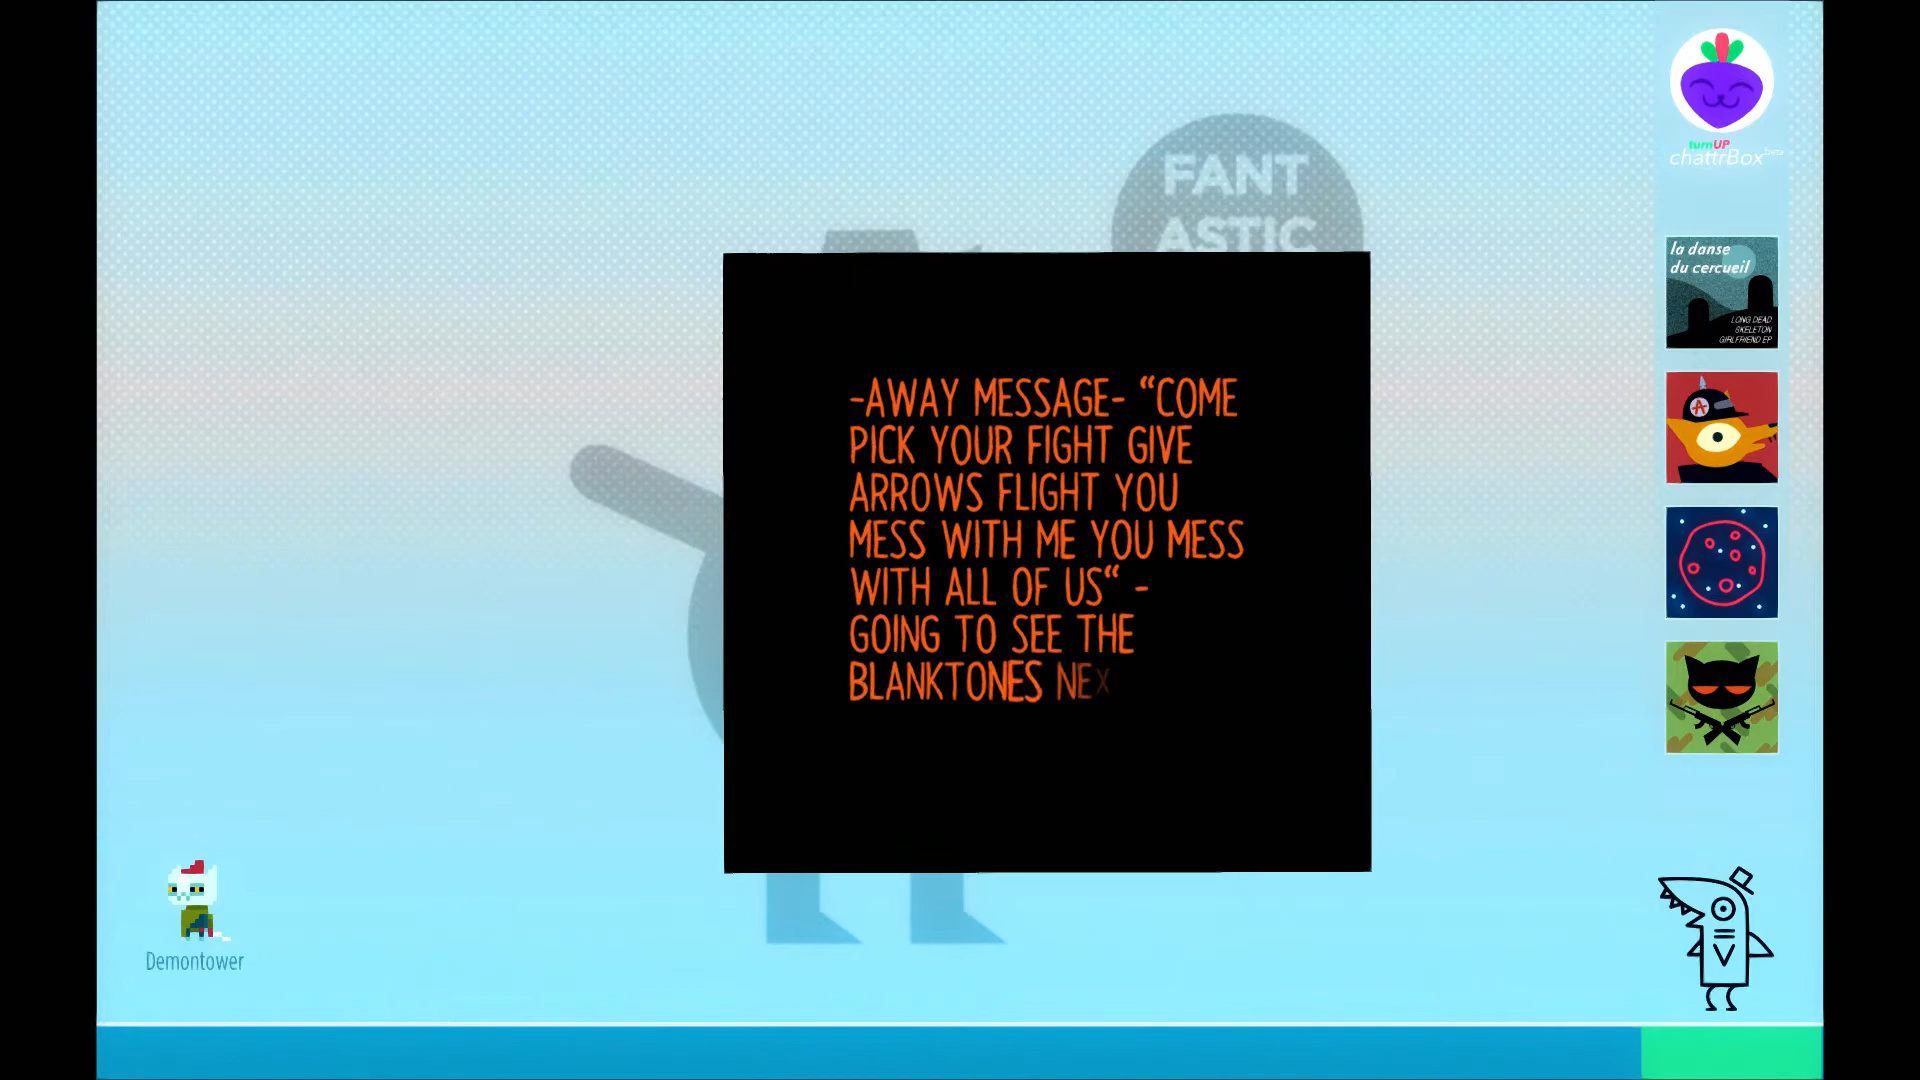 FANT
ASTIC
turnUP
chattrBox beta
la danse
du cercueil
LONG DEAD
SKELETON
GIRLFRIEND EP
A
-AWAY MESSAGE- “COME
PICK YOUR FIGHT GIVE
ARROWS FLIGHT YOU
MESS WITH ME YOU MESS
WITH ALL OF US“ -
GOING TO SEE THE
BLANKTONES NEX
Demontower